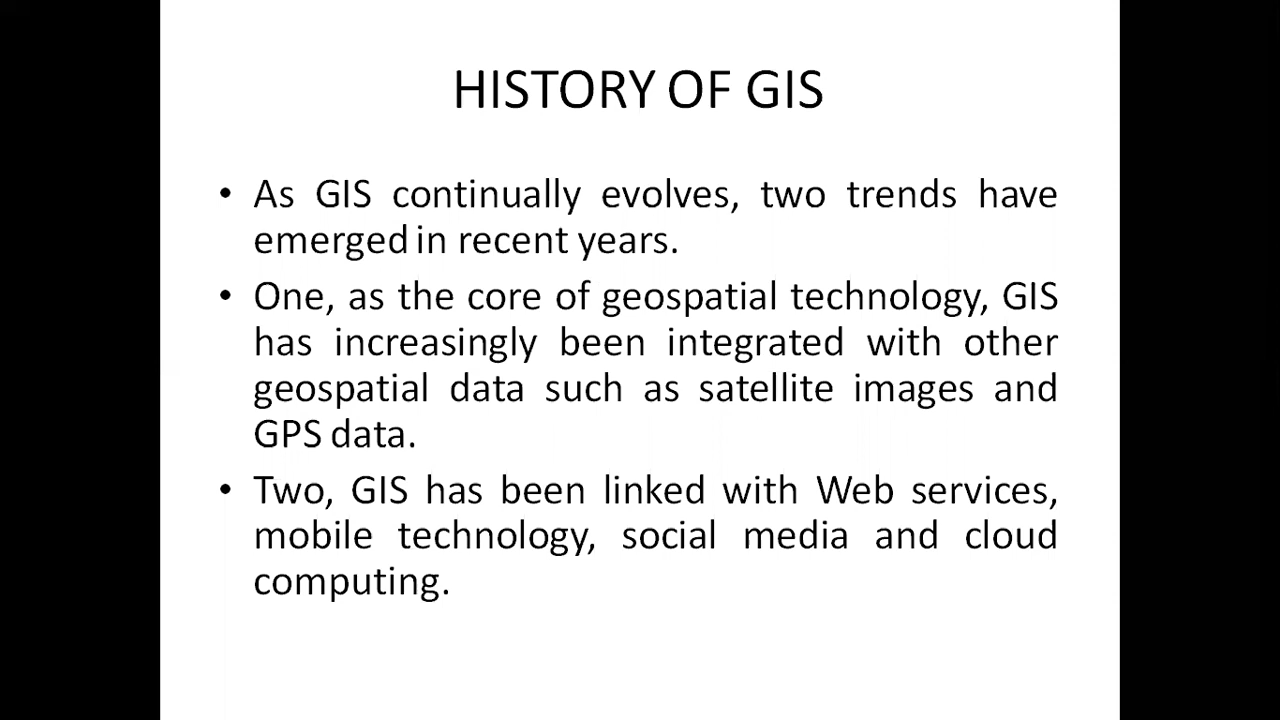 HISTORY OF GIS
• As GIS continually evolves, two trends have
emerged in recent years.
• One, as the core of geospatial technology, GIS
has increasingly been integrated with other
geospatial data such as satellite images and
GPS data.
• Two, GIS has been linked with Web services,
mobile technology, social media and cloud
computing.